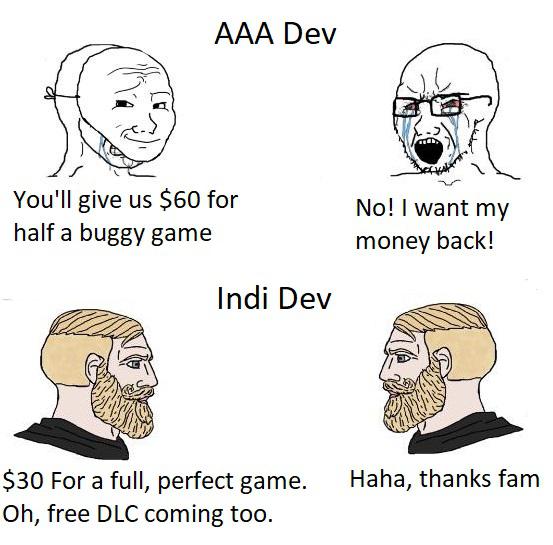 AAA Dev
You'll give us $60 for
half a buggy game
No! I want my
money back!
Indi Dev
$30 For a full, perfect game.
Oh, free DLC coming too.
Haha, thanks fam